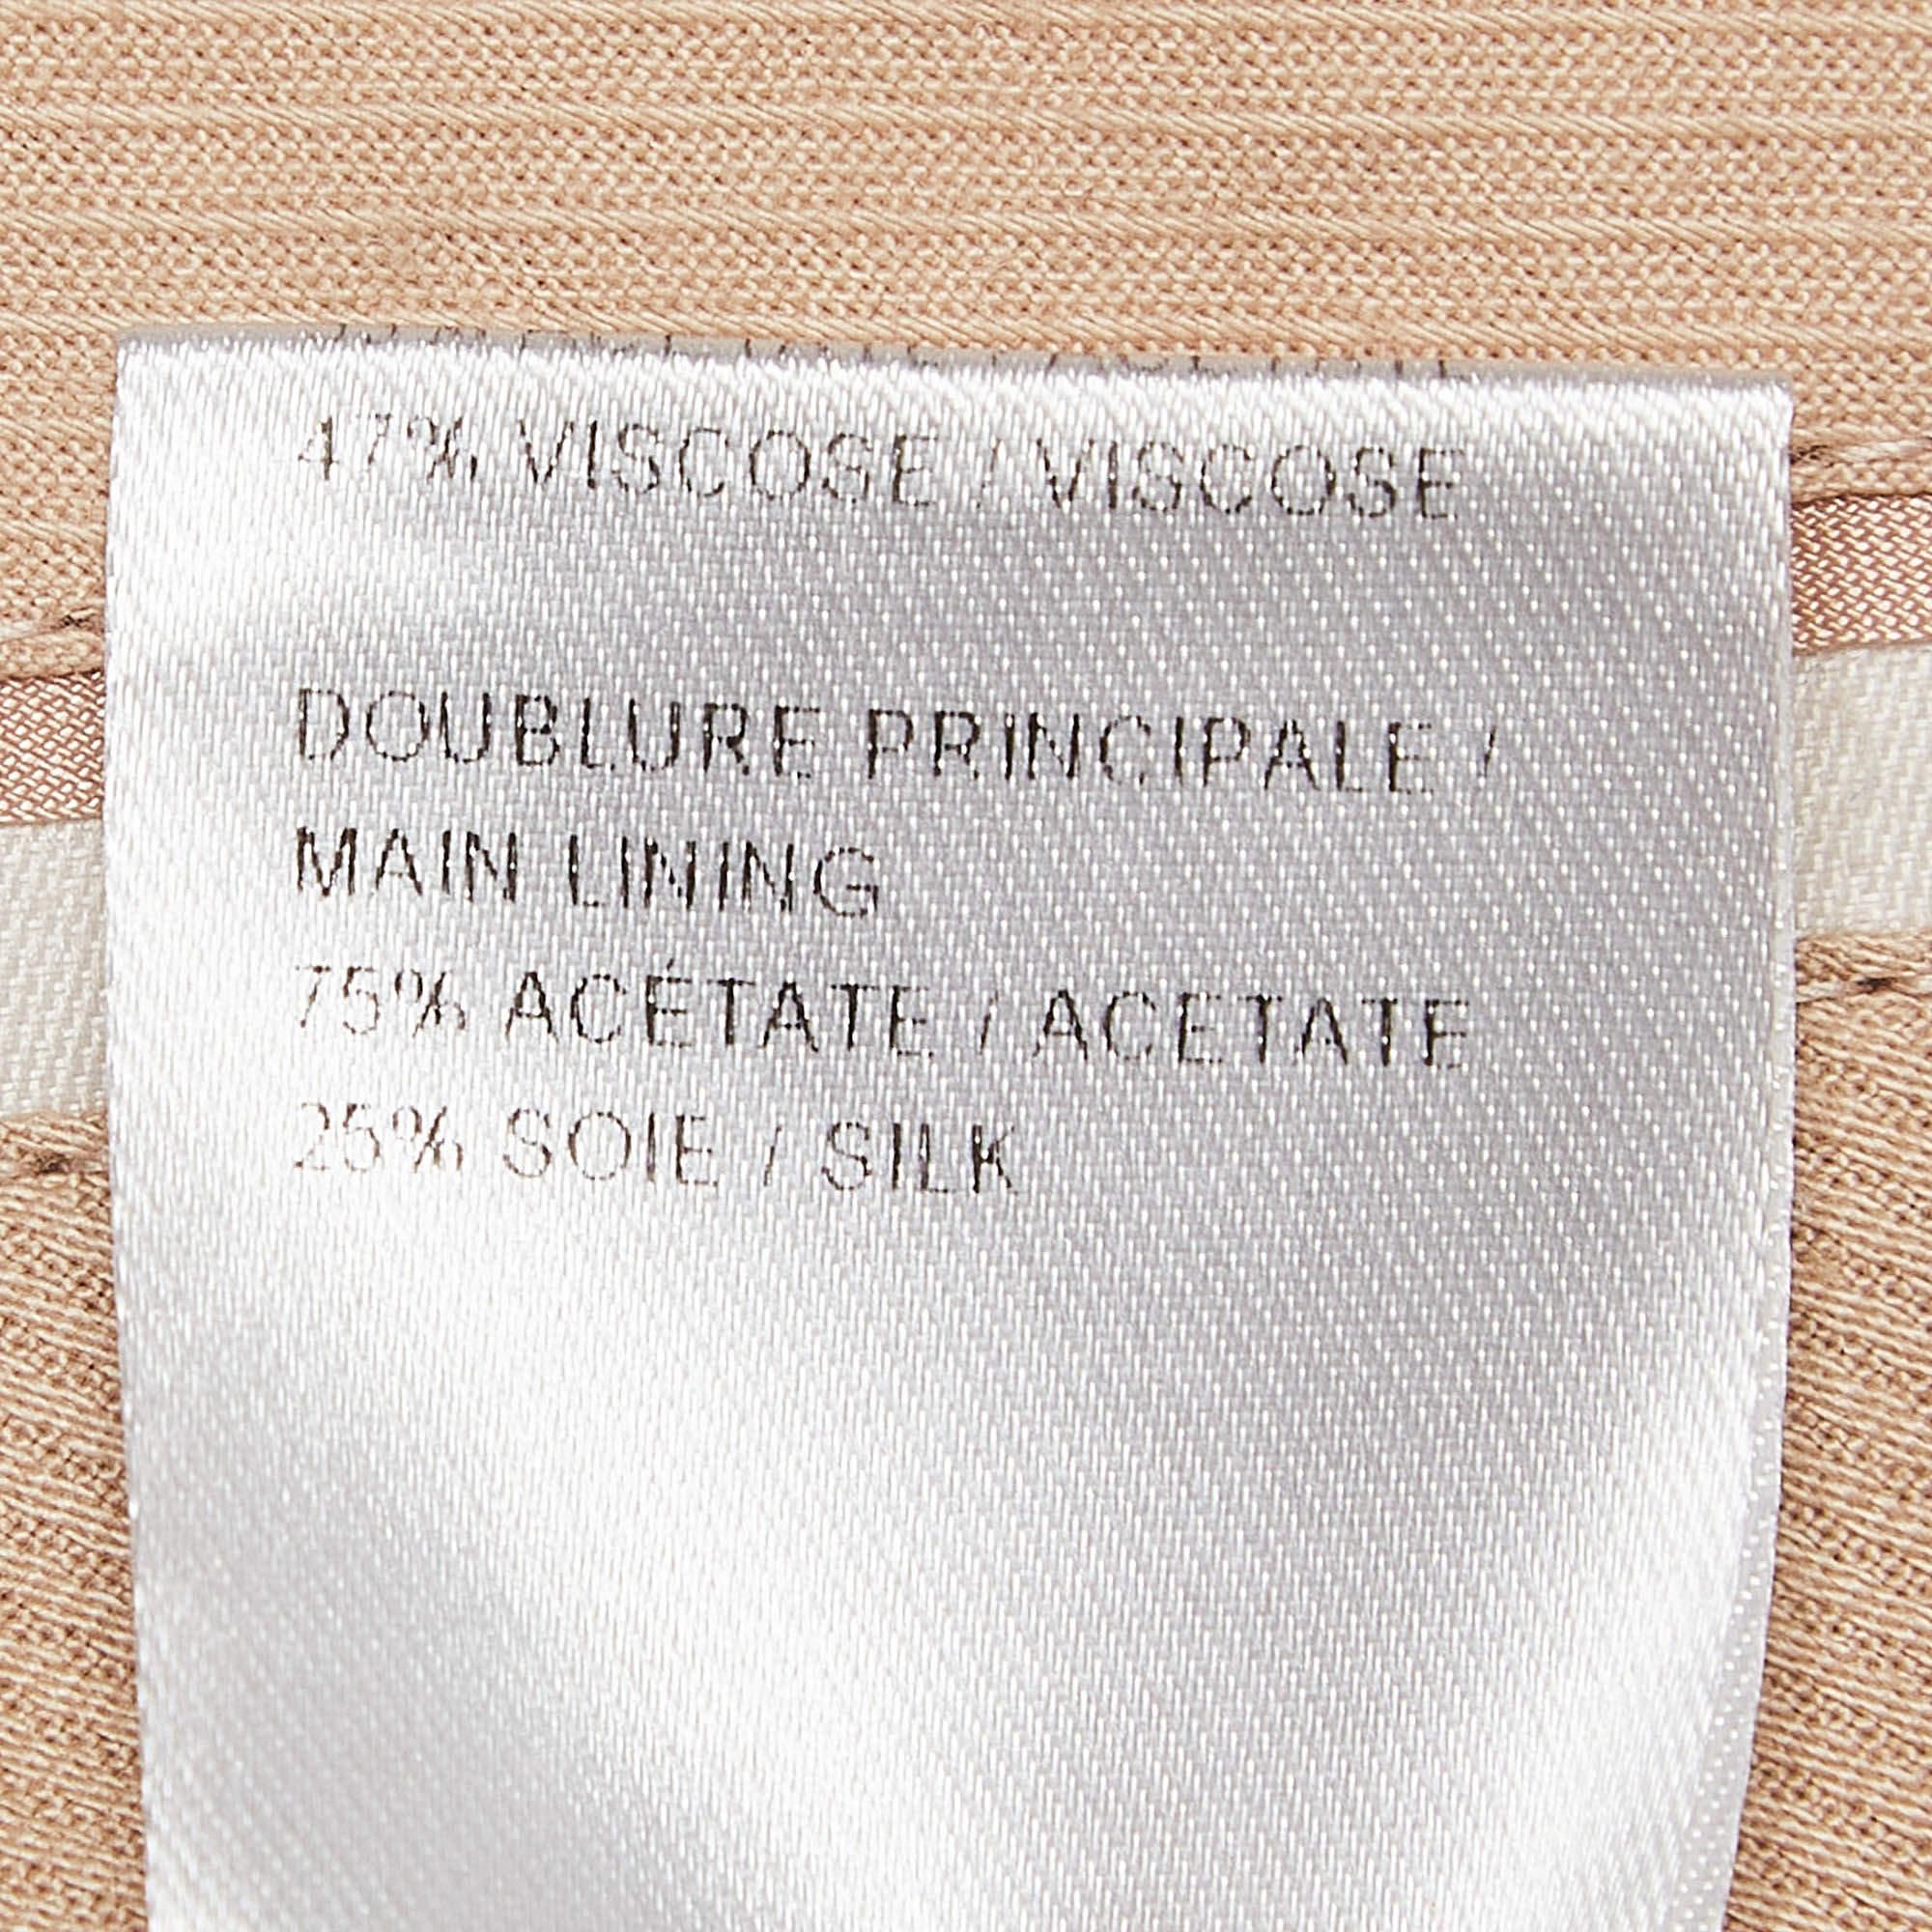 47% VISCOSE / VISCOSE
DOUBLURE PRINCIPALE /
MAIN LINING
75% ACÉTATE / ACETATE
25% SOIE / SILK